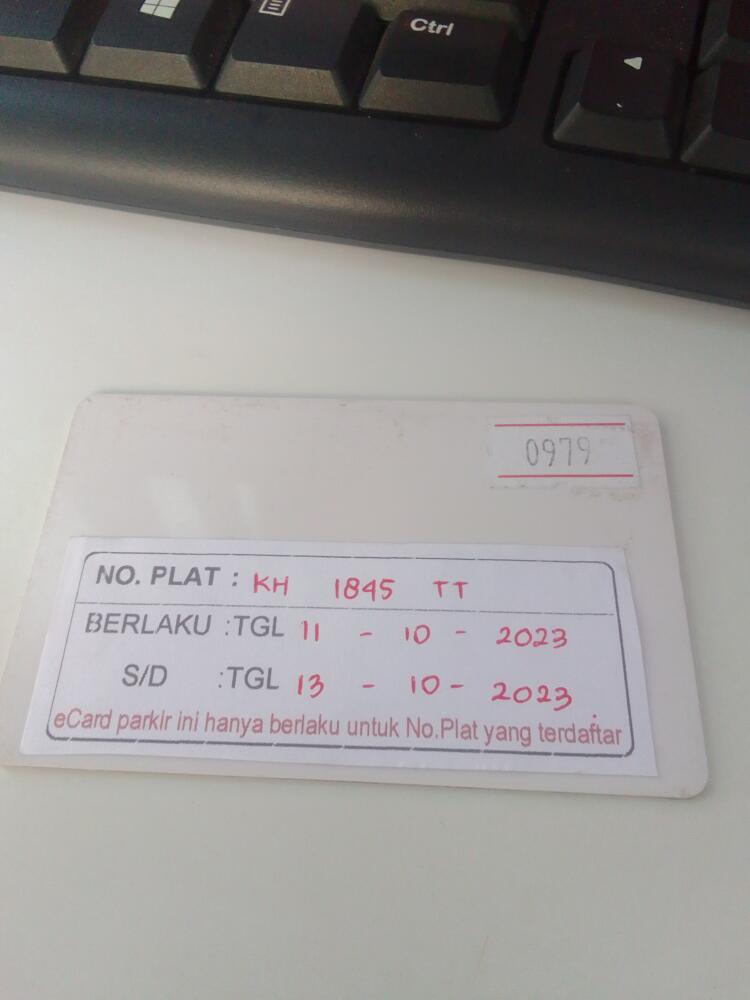 Ctrl
0979
NO. PLAT : KH 1845 TT
BERLAKU :TGL 11 - 10 - 2023
S/D :TGL 13 - 10 - 2023
eCard parkir ini hanya berlaku untuk No.Plat yang terdaftar